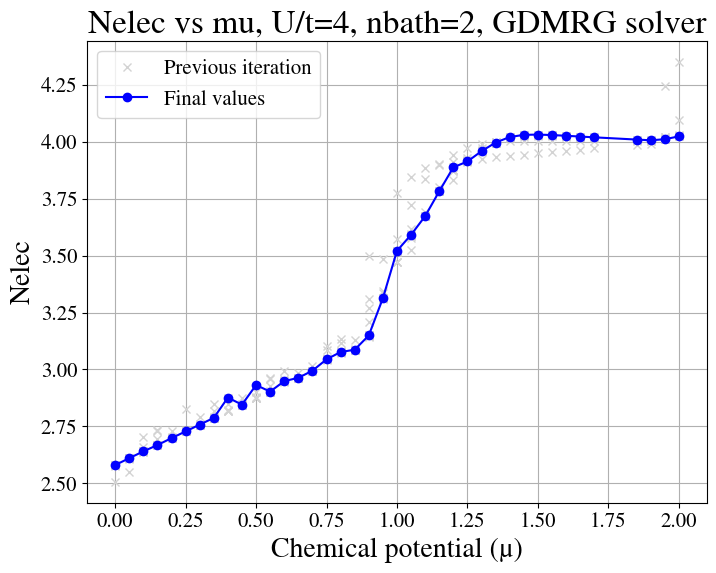 Nelec vs mu, U/t=4, nbath=2, GDMRG solver
Previous iteration
Final values
Nelec
4.25
4.00
3.75
3.50
3.25
3.00
2.75
2.50
0.00 0.25 0.50 0.75 1.00 1.25 1.50 1.75 2.00
Chemical potential (µ)